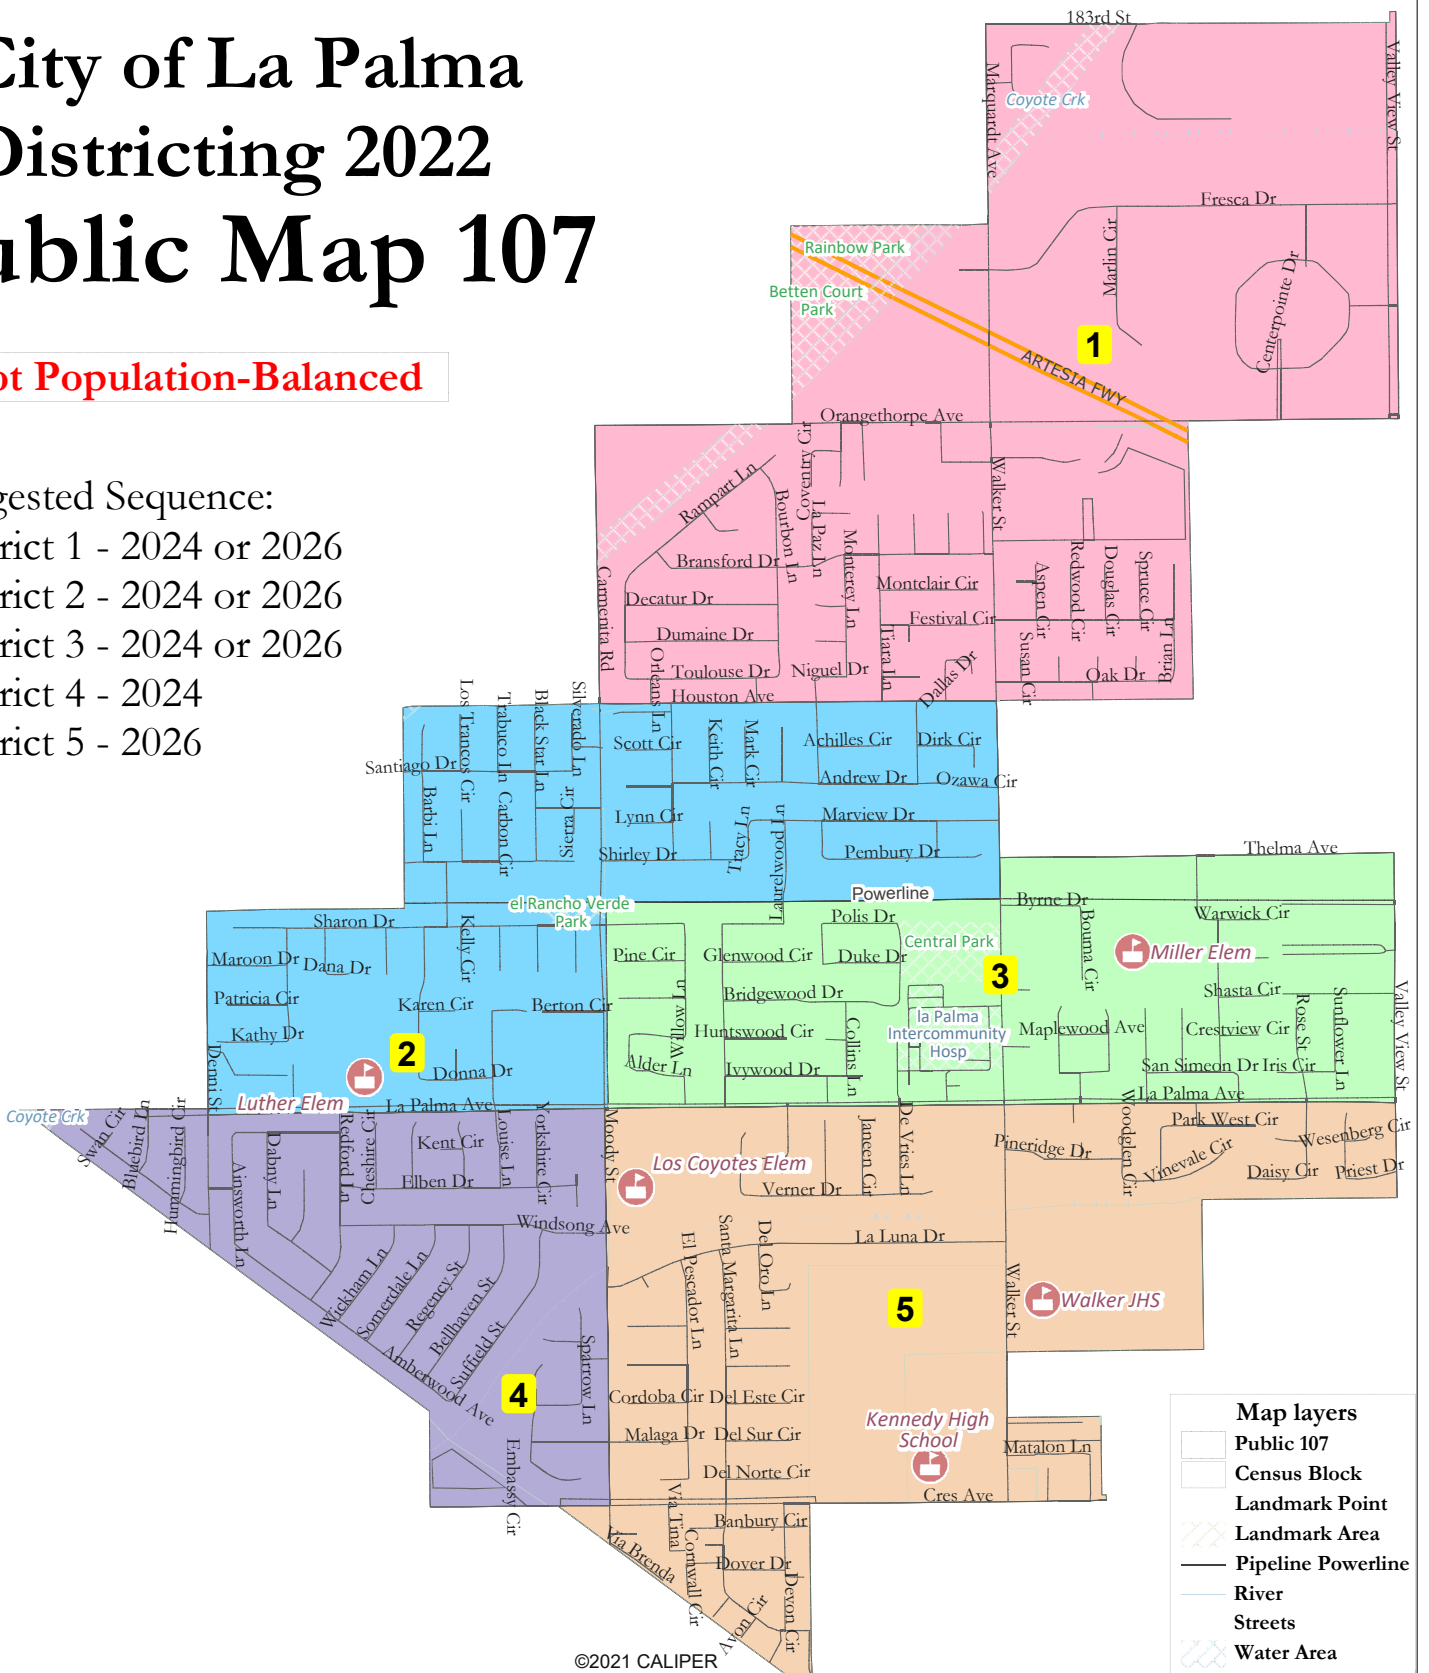 City of La Palma
Districting 2022
ublic Map 107
ot Population-Balanced
gested Sequence:
rict 1 - 2024 or 2026
rict 2 - 2024 or 2026
rict 3 - 2024 or 2026
rict 4 - 2024
rict 5 - 2026
183rd St
Marquardt Ave
Coyote Crk
Valley View St
Fresca Dr
Rainbow Park
Betten Court
Park
Marlin Cir
Centerpointe Dr
1
ARTESIA FWY
Orangethorpe Ave
Rampart Ln
Coventry Cir
Bourbon Ln
La Paz Ln
Walker St
Bransford Dr
Monterey Ln
Montclair Cir
Carmenita Rd
Decatur Dr
Festival Cir
Aspen Cir
Redwood Cir
Douglas Cir
Spruce Cir
Dumaine Dr
Orleans Ln
Toulouse Dr
Niguel Dr
Tiara Ln
Dallas Dr
Susan Cir
Oak Dr
Brian Ln
Houston Ave
Los Trancos Cir
Trabuco Ln
Black Star Ln
Silverado Ln
Scott Cir
Keith Cir
Mark Cir
Achilles Cir
Dirk Cir
Santiago Dr
Andrew Dr
Ozawa Cir
Barbi Ln
Carbon Cir
Sierra Cir
Lynn Cir
Tracy Ln
Laurelwood Ln
Marview Dr
Shirley Dr
Pembury Dr
Thelma Ave
Powerline
el Rancho Verde
Park
Byrne Dr
Sharon Dr
Kelly Cir
Polis Dr
Bouma Cir
Warwick Cir
Maroon Dr
Dana Dr
Pine Cir
Glenwood Cir
Duke Dr
Central Park
Miller Elem
3
Patricia Cir
Karen Cir
Berton Cir
Willow Ln
Bridgewood Dr
Shasta Cir
Rose St
Sunflower Ln
Valley View St
Kathy Dr
2
Huntswood Cir
Collins Ln
la Palma
Intercommunity
Hosp
Maplewood Ave
Crestview Cir
Denni St
Donna Dr
Alder Ln
Ivywood Dr
San Simeon Dr
Iris Cir
Luther Elem
La Palma Ave
La Palma Ave
Coyote Crk
Swan Cir
Bluebird Ln
Hummingbird Cir
Ainsworth Ln
Dabny Ln
Redford Ln
Cheshire Cir
Kent Cir
Louise Ln
Yorkshire Cir
Elben Dr
Moody St
Los Coyotes Elem
Verner Dr
Janeen Cir
De Vries Ln
Pineridge Dr
Woodglen Cir
Park West Cir
Vinevale Cir
Wesenberg Cir
Daisy Cir
Priest Dr
Windsong Ave
La Luna Dr
El Pescador Ln
Santa Margarita Ln
Del Oro Ln
Wickham Ln
Somerdale Ln
Regency St
Bellhaven St
Suffield St
Amberwood Ave
Sparrow Ln
5
Walker St
Walker JHS
4
Cordoba Cir
Del Este Cir
Malaga Dr
Del Sur Cir
Kennedy High
School
Matalon Ln
Embassy Cir
Del Norte Cir
Cres Ave
Via Tina
Banbury Cir
Via Brenda
Cornwall Cir
Dover Dr
Devon Cir
Avon Cir
Map layers
Public 107
Census Block
Landmark Point
Landmark Area
Pipeline Powerline
River
Streets
Water Area
©2021 CALIPER